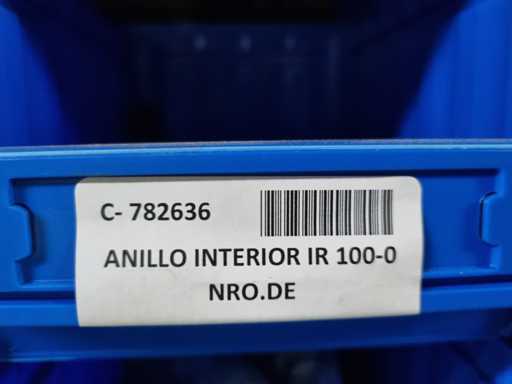 C- 782636
ANILLO INTERIOR IR 100-0
NRO.DE